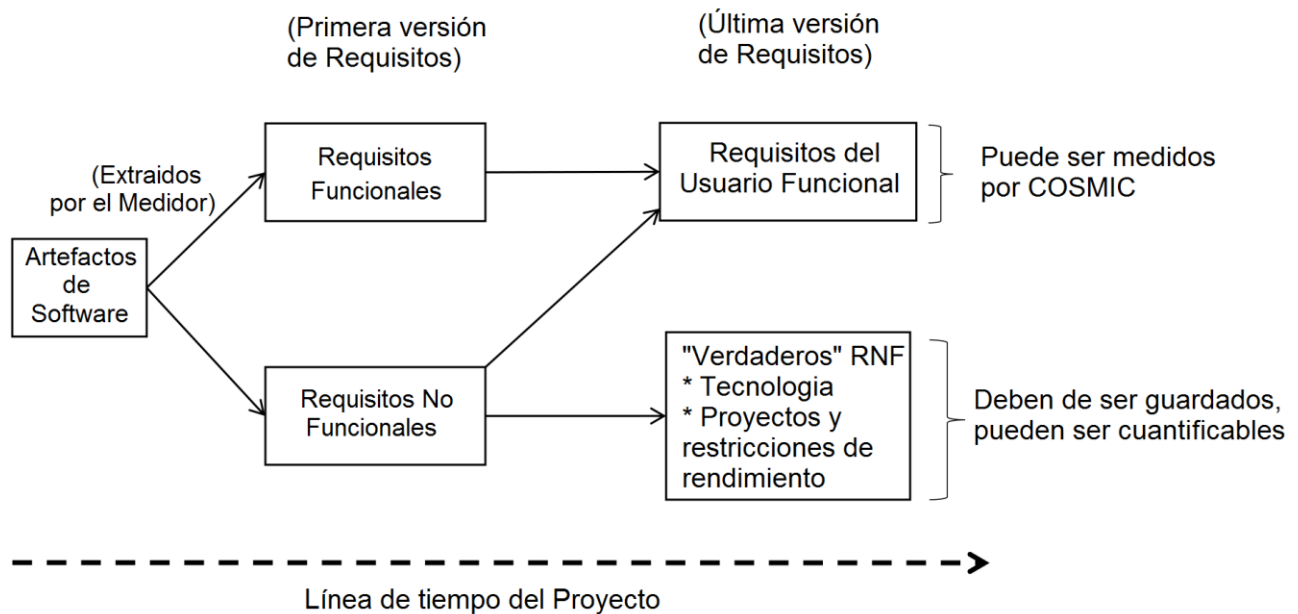 (Primera versión
de Requisitos)
(Última versión
de Requisitos)
(Extraidos
por el Medidor)
Artefactos
de
Software
Requisitos
Funcionales
Requisitos del
Usuario Funcional
Puede ser medidos
por COSMIC
Requisitos No
Funcionales
"Verdaderos" RNF
* Tecnologia
* Proyectos y
restricciones de
rendimiento
Deben de ser guardados,
pueden ser cuantificables
Línea de tiempo del Proyecto